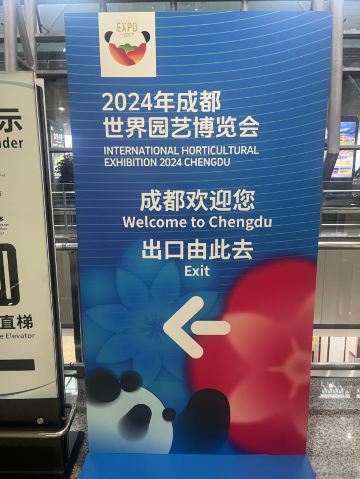 EXPO
2024年成都
世界园艺博览会
INTERNATIONAL HORTICULTURAL
EXHIBITION 2024 CHENGDU
成都欢迎您
Welcome to Chengdu
出口由此去
Exit
示
nder
直梯
e Elevator